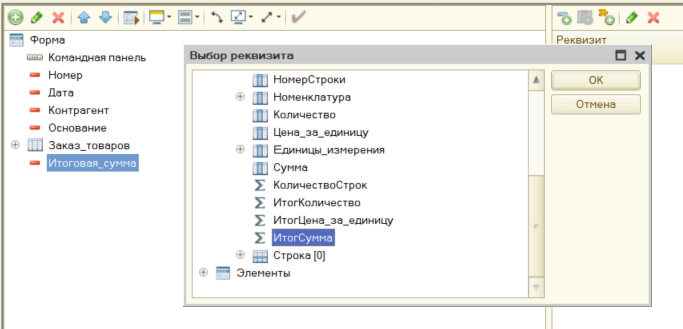 Форма
Командная панель
Номер
Дата
Контрагент
Основание
Заказ_товаров
Итоговая_сумма
Реквизит
Выбор реквизита
НомерСтроки
Номенклатура
Количество
Цена_за_единицу
Единицы_измерения
Сумма
КоличествоСтрок
ИтогКоличество
ИтогЦена_за_единицу
ИтогСумма
Строка [0]
Элементы
ОК
Отмена